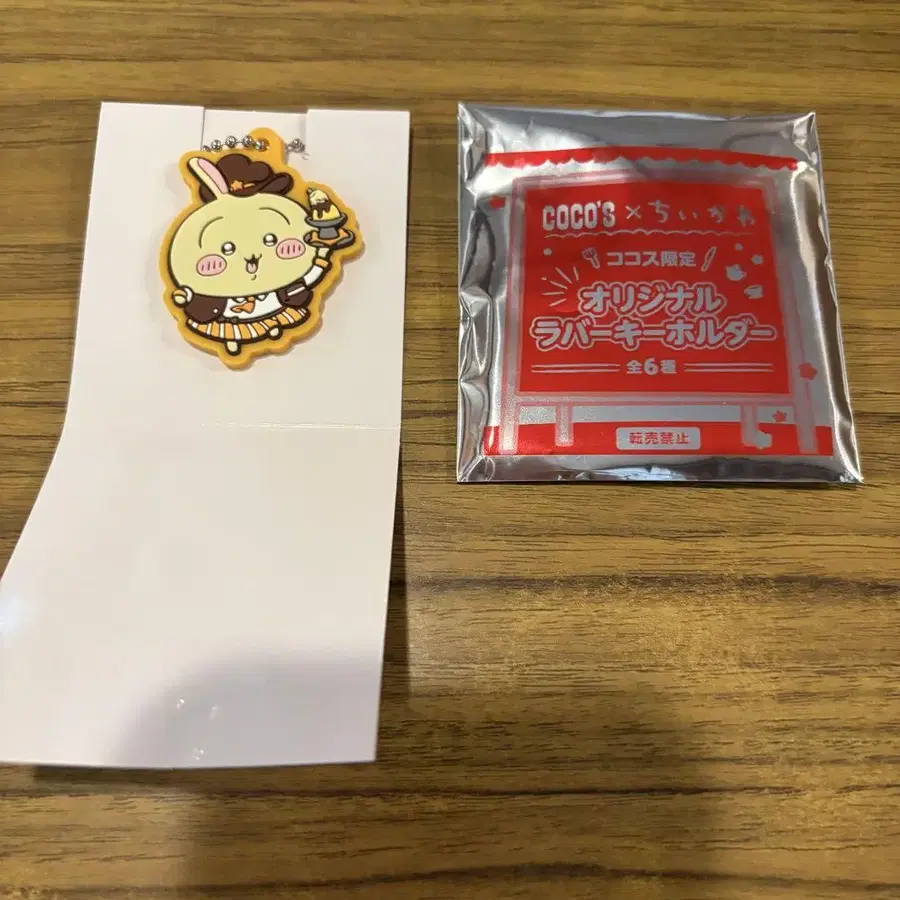 COCO'S × ちいかわ
ココス限定
オリジナル
ラバーキーホルダー
全6種
転売禁止